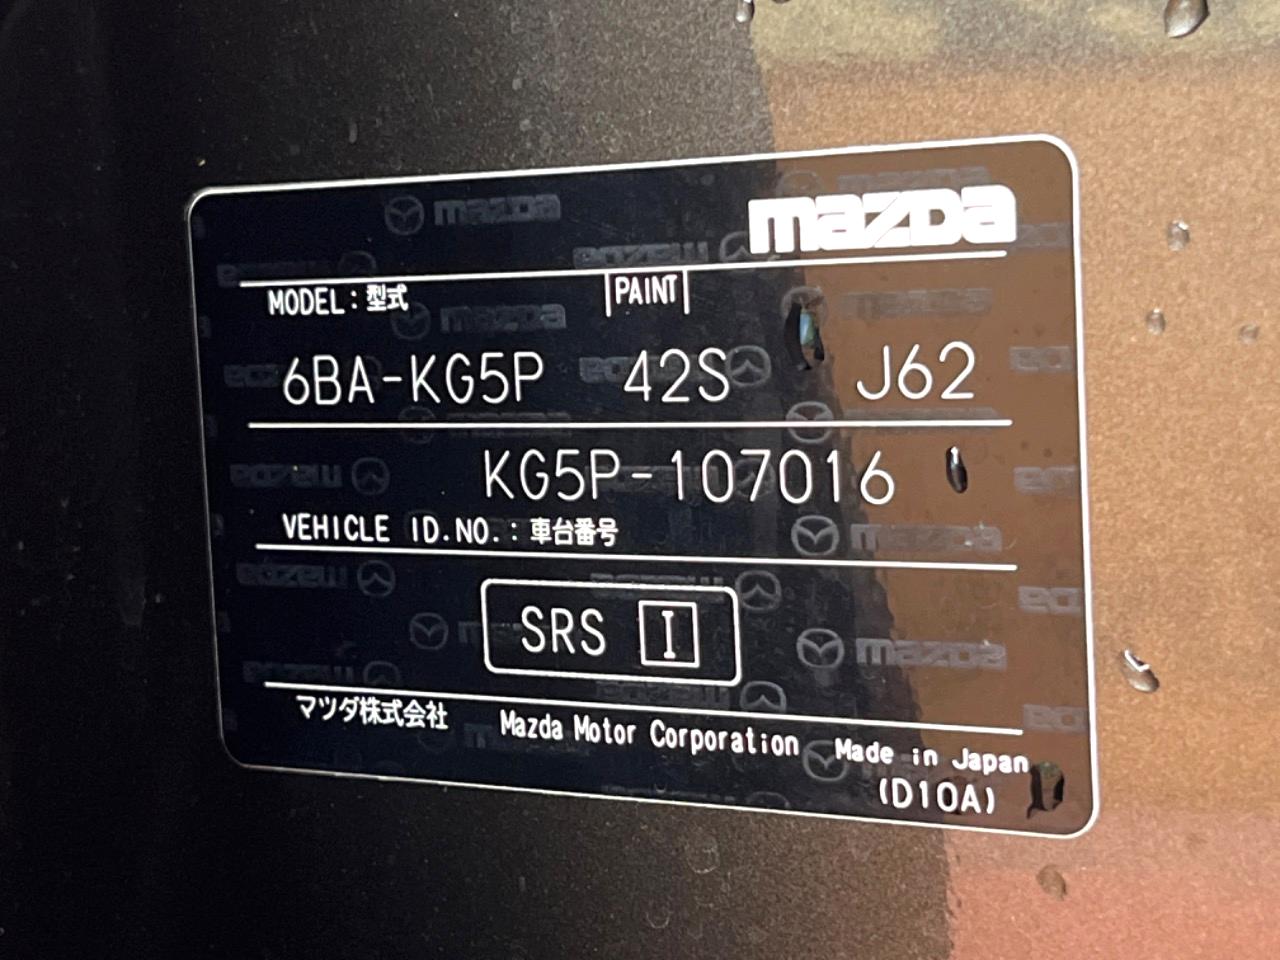 mazda
MODEL：型式 PAINT
6BA-KG5P 42S J62
KG5P-107016
VEHICLE ID.NO.：車台番号
SRS I
マツダ株式会社 Mazda Motor Corporation Made in Japan
(D10A)